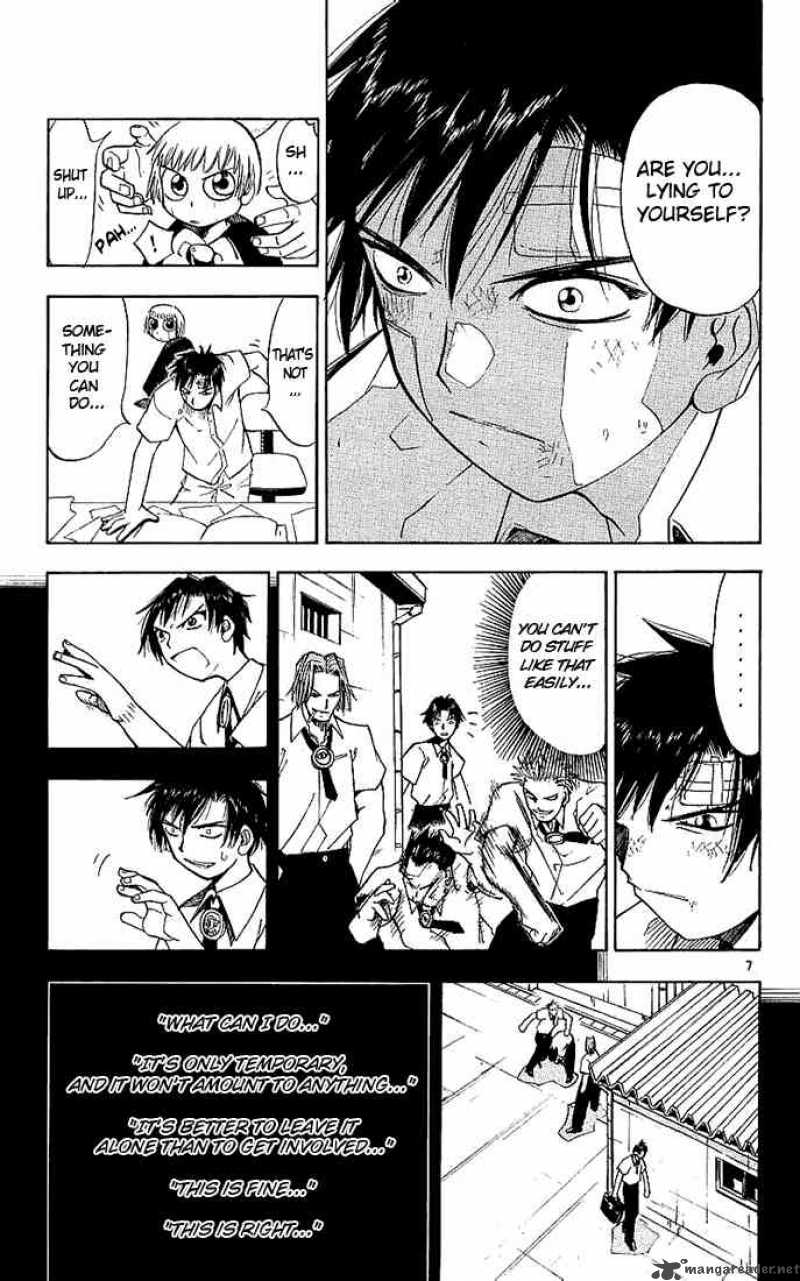 ARE YOU...
LYING TO
YOURSELF?
SH
...
SHUT
UP...
PAH...
!
THAT'S
NOT
...
SOME-
THING
YOU
CAN
DO...
. . . . . .
YOU CAN'T
DO STUFF
LIKE THAT
EASILY...
7
"WHAT CAN I DO..."
"IT'S ONLY TEMPORARY,
AND IT WON'T AMOUNT TO ANYTHING..."
"IT'S BETTER TO LEAVE IT
ALONE THAN TO GET INVOLVED..."
"THIS IS FINE..."
"THIS IS RIGHT..."
mangareader.net